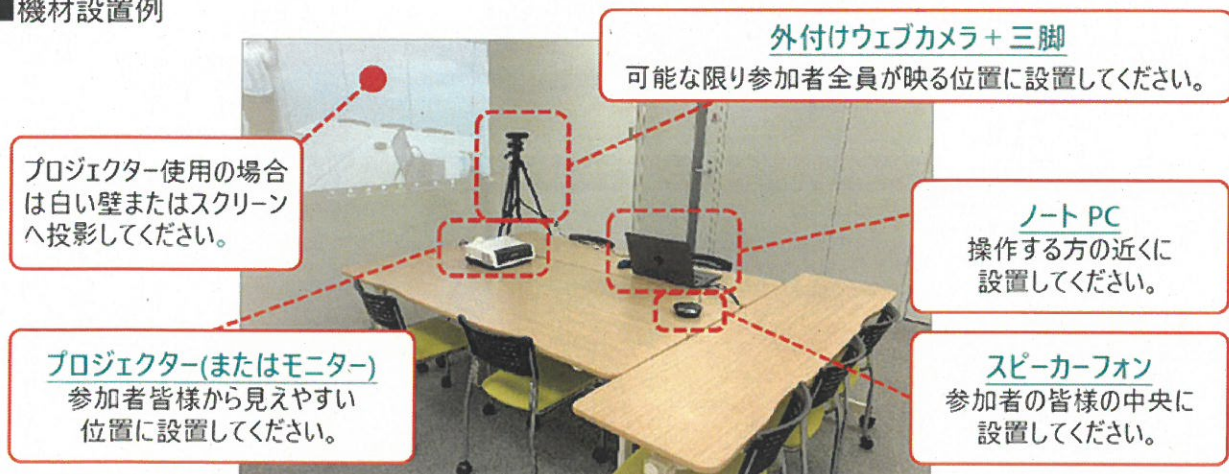 ■機材設置例
外付けウェブカメラ + 三脚
可能な限り参加者全員が映る位置に設置してください。
プロジェクター使用の場合
は白い壁またはスクリーン
へ投影してください。
ノート PC
操作する方の近くに
設置してください。
プロジェクター(またはモニター)
参加者皆様から見えやすい
位置に設置してください。
スピーカーフォン
参加者の皆様の中央に
設置してください。